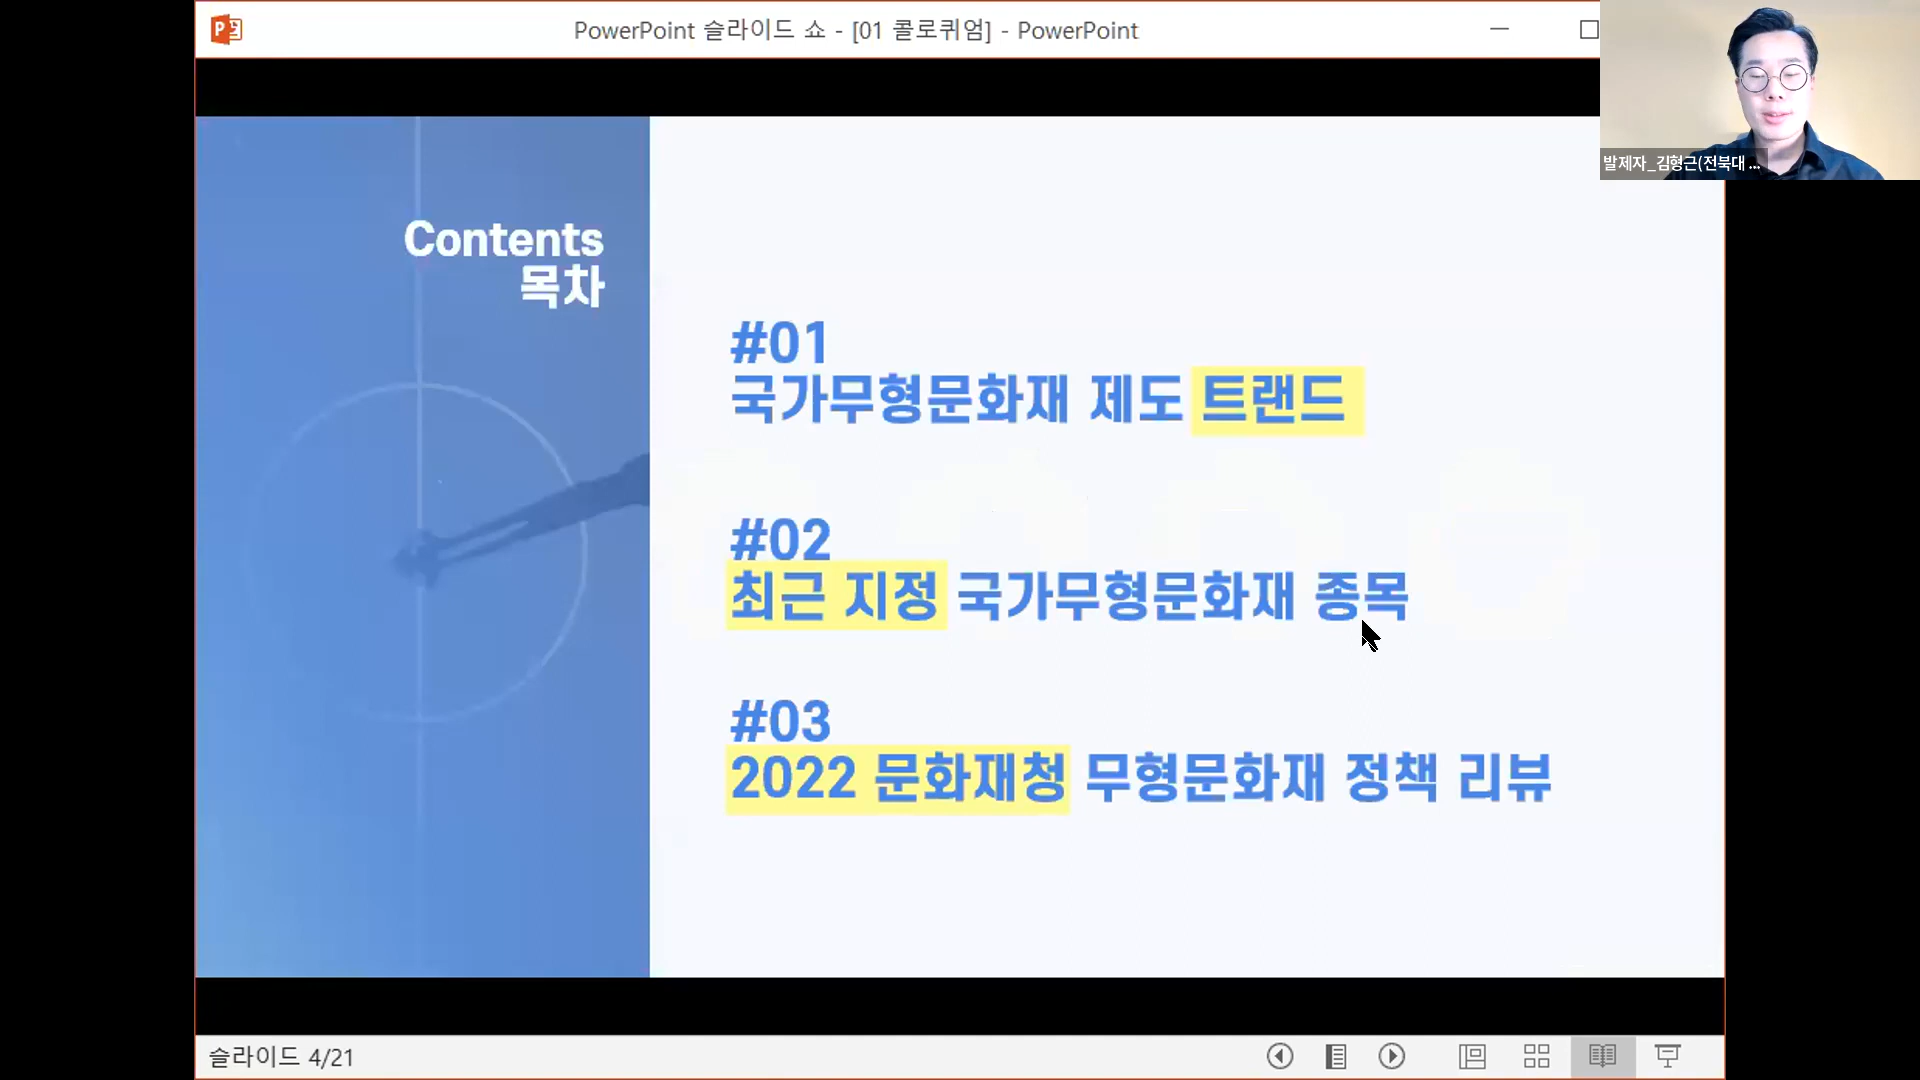 PowerPoint 슬라이드 쇼 - [01 콜로퀴엄] - PowerPoint
발제자_김형근(전북대 ...
Contents
목차
#01
국가무형문화재 제도 트랜드
#02
최근 지정 국가무형문화재 종목
#03
2022 문화재청 무형문화재 정책 리뷰
슬라이드 4/21